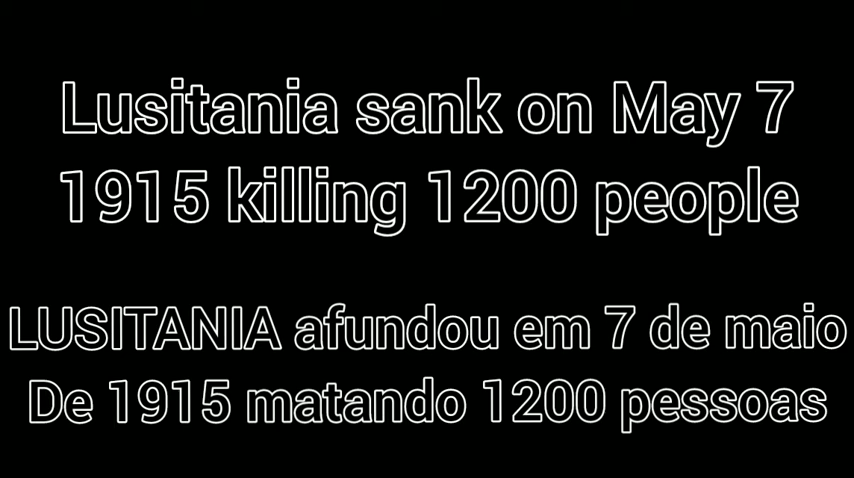 Lusitania sank on May 7
1915 killing 1200 people
LUSITANIA afundou em 7 de maio
De 1915 matando 1200 pessoas